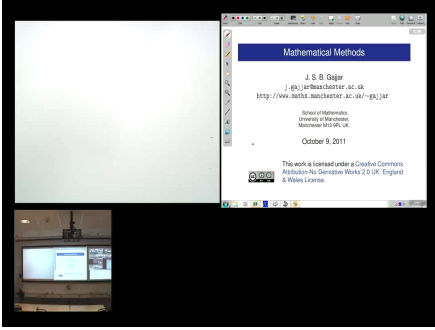 Mathematical Methods
J. S. B. Gajjar
j.gajjar@manchester.ac.uk
http://www.maths.manchester.ac.uk/~gajjar
School of Mathematics
University of Manchester,
Manchester M13 9PL UK.
October 9, 2011
This work is licensed under a Creative Commons
Attribution-No Derivative Works 2.0 UK: England
& Wales License.